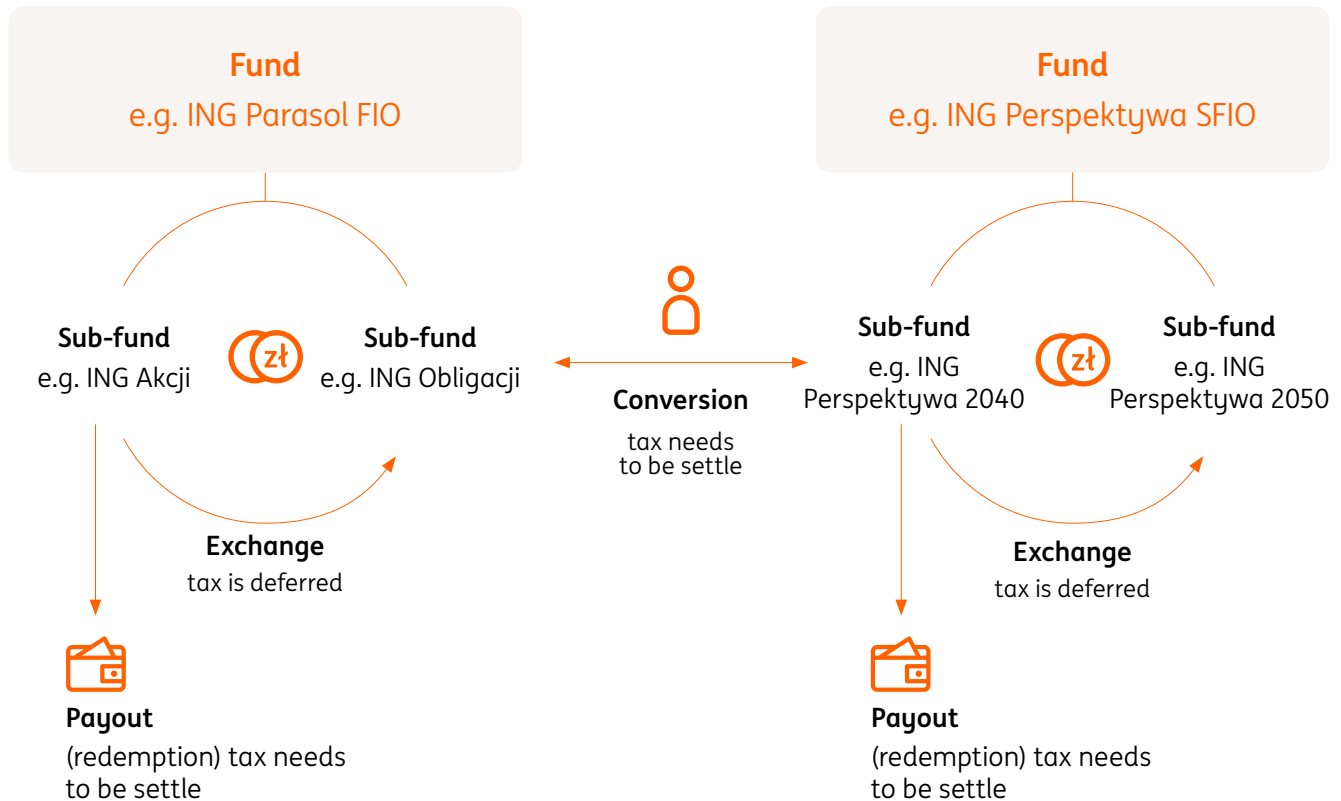 Fund
e.g. ING Parasol FIO
Fund
e.g. ING Perspektywa SFIO
Sub-fund
e.g. ING Akcji
zł
Sub-fund
e.g. ING Obligacji
Conversion
tax needs
to be settle
Sub-fund
e.g. ING
Perspektywa 2040
zł
Sub-fund
e.g. ING
Perspektywa 2050
Exchange
tax is deferred
Exchange
tax is deferred
Payout
(redemption) tax needs
to be settle
Payout
(redemption) tax needs
to be settle